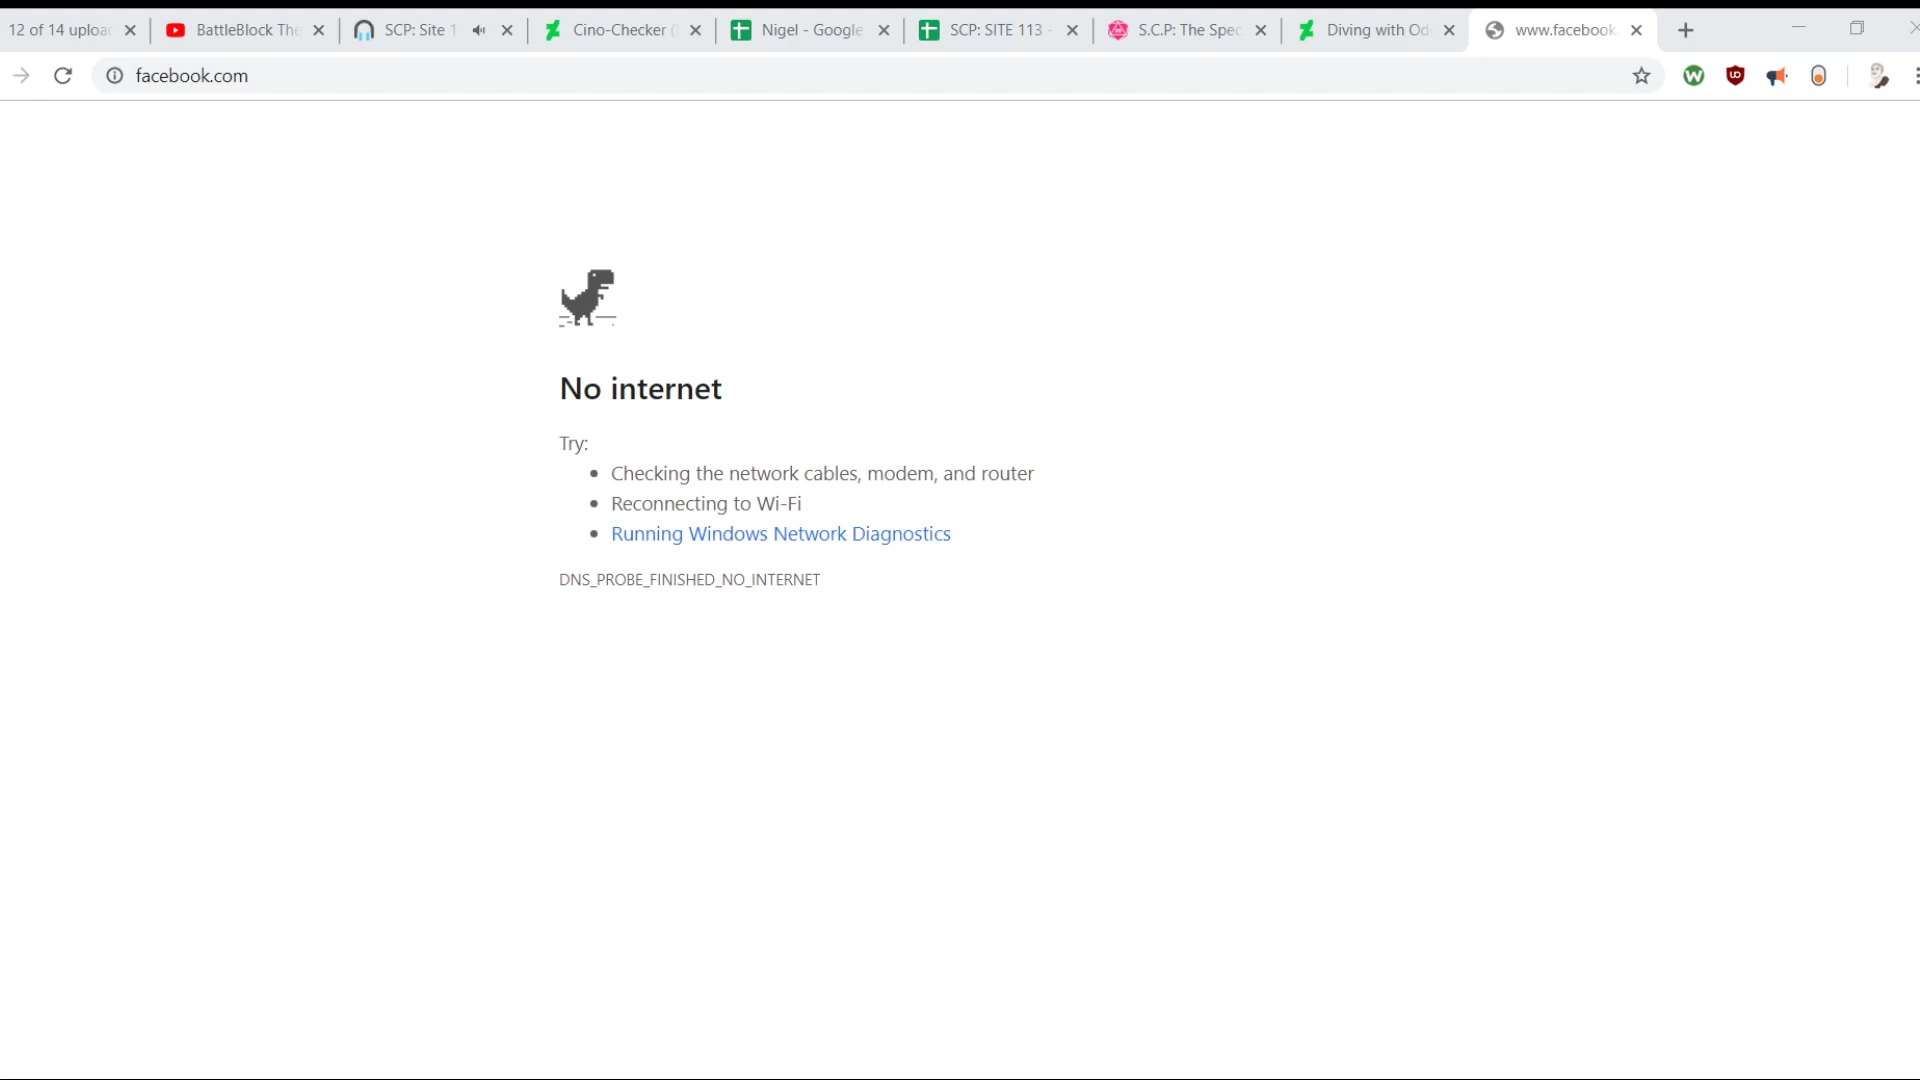 12 of 14 uploa
BattleBlock The
SCP: Site 1
Cino-Checker (
Nigel - Google
SCP: SITE 113 -
S.C.P: The Spec
Diving with Od
www.facebook.
facebook.com
No internet
Try:
Checking the network cables, modem, and router
Reconnecting to Wi-Fi
Running Windows Network Diagnostics
DNS_PROBE_FINISHED_NO_INTERNET